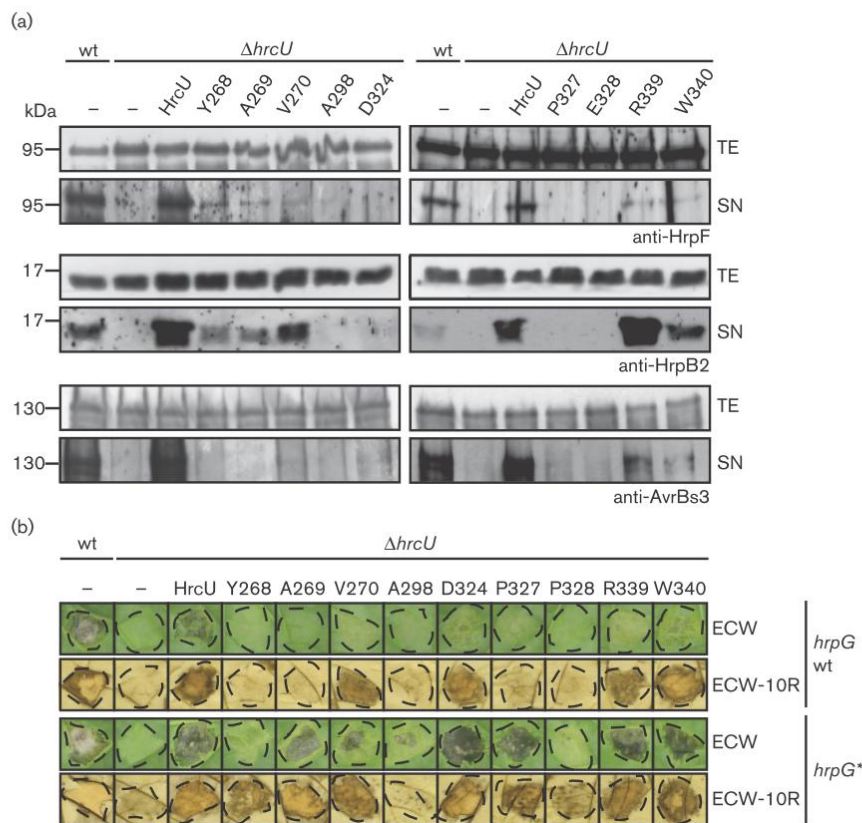 (a)
wt ΔhrcU wt ΔhrcU
– – HrcU Y268 A269 V270 A298 D324 – – HrcU P327 E328 R339 W340
kDa
95 TE
95 SN
anti-HrpF
17 TE
17 SN
anti-HrpB2
130 TE
130 SN
anti-AvrBs3
(b)
wt ΔhrcU
– – HrcU Y268 A269 V270 A298 D324 P327 P328 R339 W340
ECW
hrpG
wt
ECW-10R
ECW
hrpG*
ECW-10R